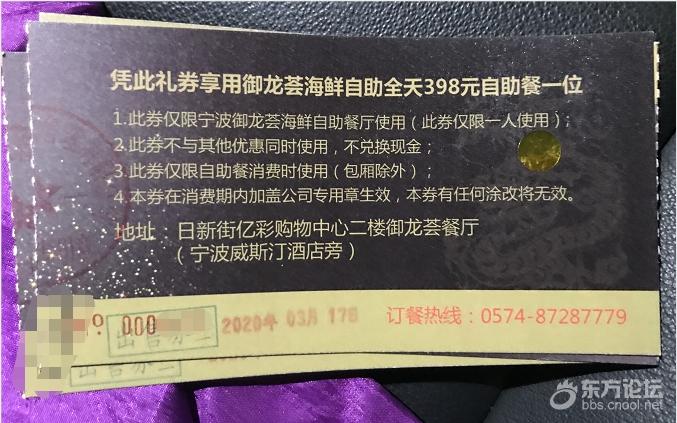 凭此礼券享用御龙荟海鲜自助全天398元自助餐一位
1.此券仅限宁波御龙荟海鲜自助餐厅使用（此券仅限一人使用）；
2.此券不与其他优惠同时使用，不兑换现金；
3.此券仅限自助餐消费时使用（包厢除外）；
4.本券在消费期内加盖公司专用章生效，本券有任何涂改将无效。
地址：日新街亿彩购物中心二楼御龙荟餐厅
（宁波威斯汀酒店旁）
000
2020年 03月 17日
订餐热线：0574-87287779
东方论坛
bbs.cnool.net